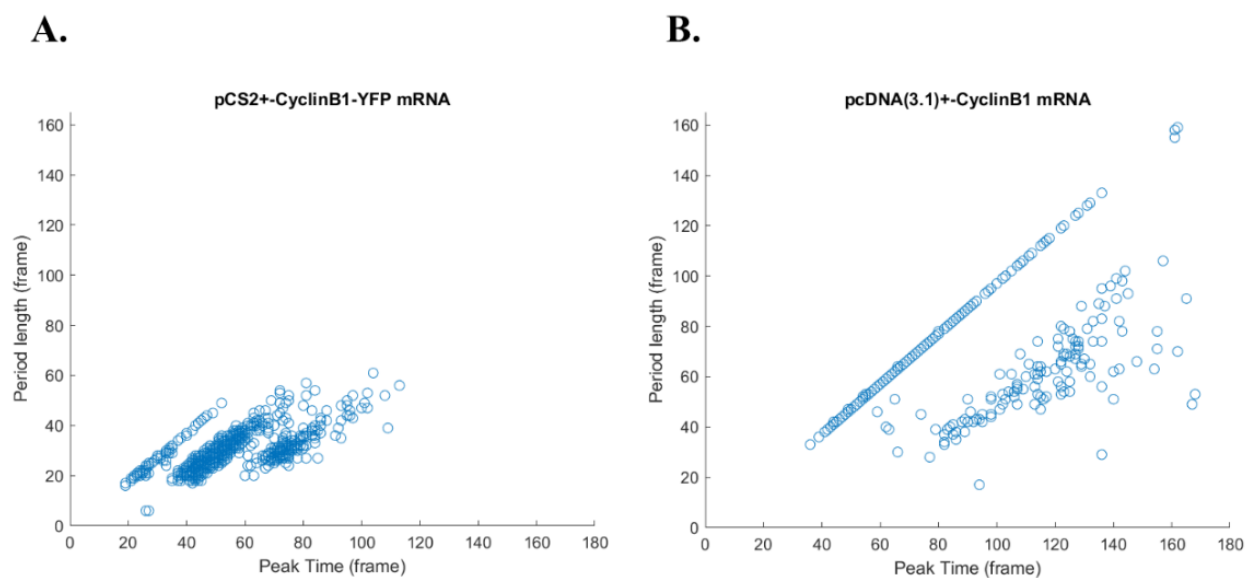 A.
B.
pCS2+-CyclinB1-YFP mRNA
160
140
120
100
80
60
40
20
0
Period length (frame)
0 20 40 60 80 100 120 140 160 180
Peak Time (frame)
pcDNA(3.1)+-CyclinB1 mRNA
160
140
120
100
80
60
40
20
0
Period length (frame)
0 20 40 60 80 100 120 140 160 180
Peak Time (frame)